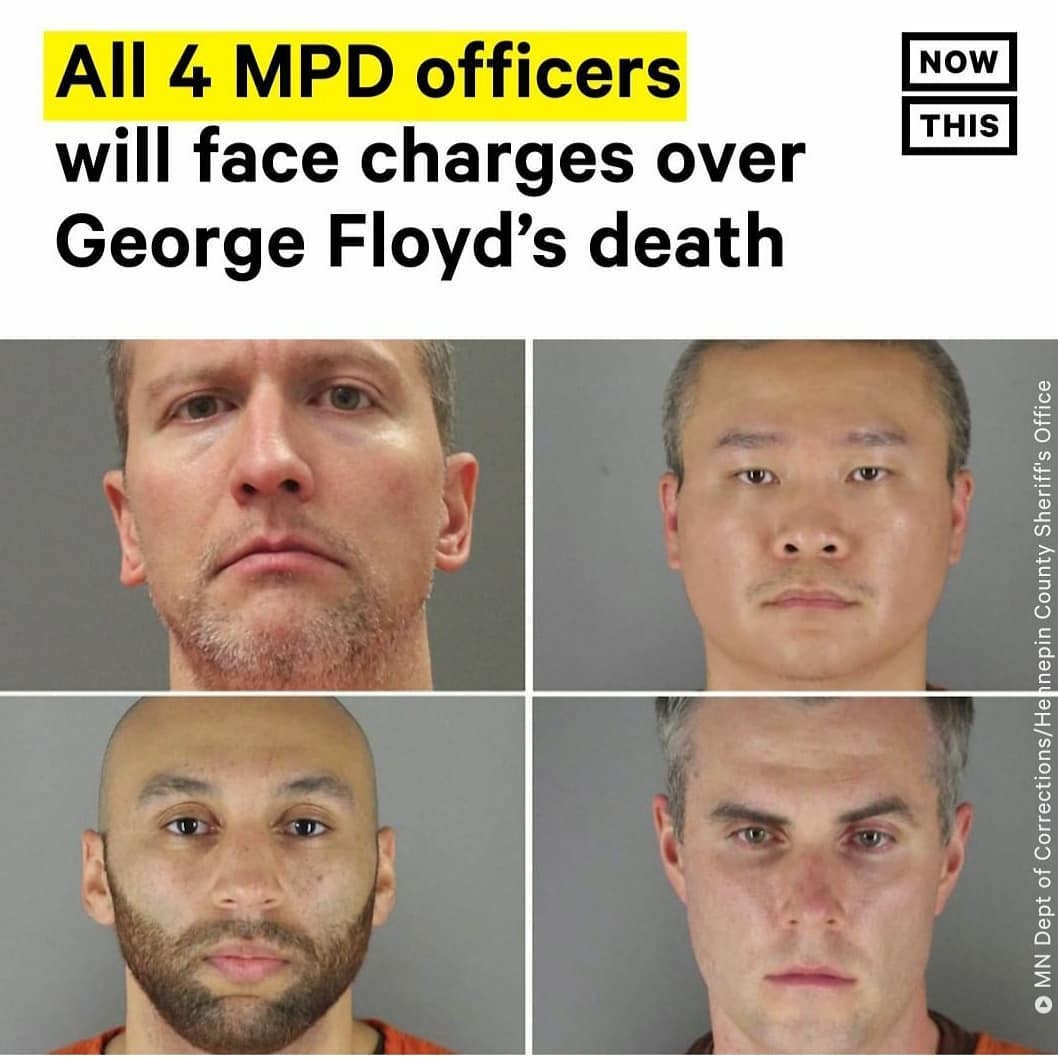 All 4 MPD officers
will face charges over
George Floyd’s death
NOW
THIS
MN Dept of Corrections/Hennepin County Sheriff's Office